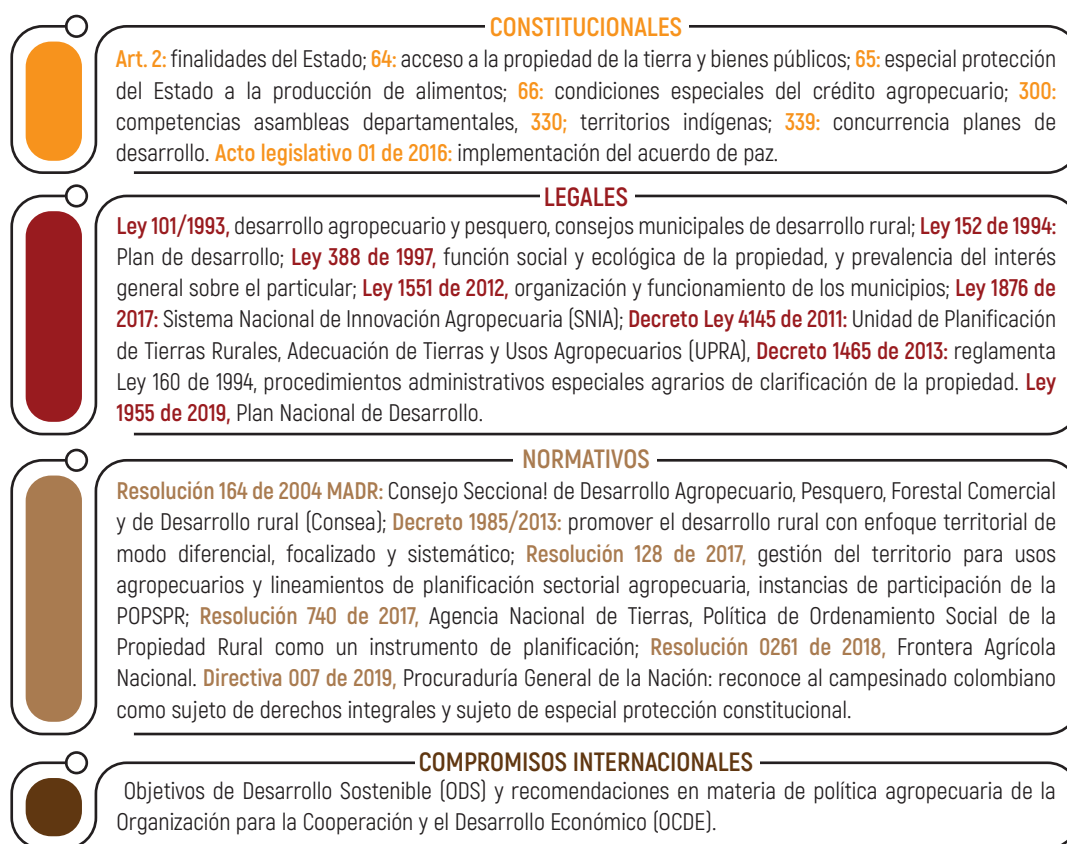 CONSTITUCIONALES
Art. 2: finalidades del Estado; 64: acceso a la propiedad de la tierra y bienes públicos; 65: especial protección
del Estado a la producción de alimentos; 66: condiciones especiales del crédito agropecuario; 300:
competencias asambleas departamentales, 330; territorios indígenas; 339: concurrencia planes de
desarrollo. Acto legislativo 01 de 2016: implementación del acuerdo de paz.
LEGALES
Ley 101/1993, desarrollo agropecuario y pesquero, consejos municipales de desarrollo rural; Ley 152 de 1994:
Plan de desarrollo; Ley 388 de 1997, función social y ecológica de la propiedad, y prevalencia del interés
general sobre el particular; Ley 1551 de 2012, organización y funcionamiento de los municipios; Ley 1876 de
2017: Sistema Nacional de Innovación Agropecuaria (SNIA); Decreto Ley 4145 de 2011: Unidad de Planificación
de Tierras Rurales, Adecuación de Tierras y Usos Agropecuarios (UPRA), Decreto 1465 de 2013: reglamenta
Ley 160 de 1994, procedimientos administrativos especiales agrarios de clarificación de la propiedad. Ley
1955 de 2019, Plan Nacional de Desarrollo.
NORMATIVOS
Resolución 164 de 2004 MADR: Consejo Secciona! de Desarrollo Agropecuario, Pesquero, Forestal Comercial
y de Desarrollo rural (Consea); Decreto 1985/2013: promover el desarrollo rural con enfoque territorial de
modo diferencial, focalizado y sistemático; Resolución 128 de 2017, gestión del territorio para usos
agropecuarios y lineamientos de planificación sectorial agropecuaria, instancias de participación de la
POPSPR; Resolución 740 de 2017, Agencia Nacional de Tierras, Política de Ordenamiento Social de la
Propiedad Rural como un instrumento de planificación; Resolución 0261 de 2018, Frontera Agrícola
Nacional. Directiva 007 de 2019, Procuraduría General de la Nación: reconoce al campesinado colombiano
como sujeto de derechos integrales y sujeto de especial protección constitucional.
COMPROMISOS INTERNACIONALES
Objetivos de Desarrollo Sostenible (ODS) y recomendaciones en materia de política agropecuaria de la
Organización para la Cooperación y el Desarrollo Económico (OCDE).